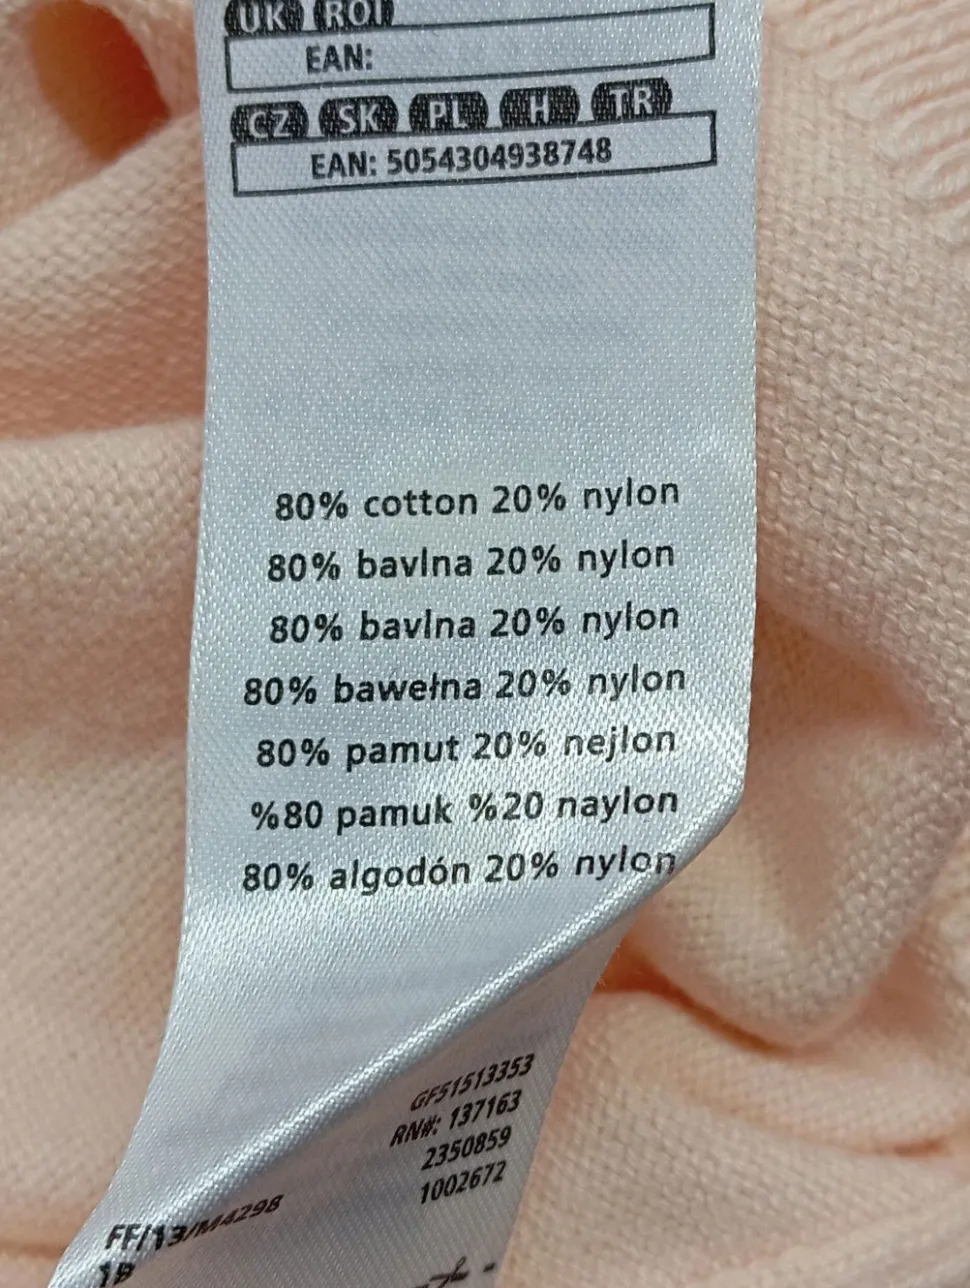 UK ROI
EAN:
CZ SK PL H TR
EAN: 5054304938748
80% cotton 20% nylon
80% bavlna 20% nylon
80% bavlna 20% nylon
80% bawełna 20% nylon
80% pamut 20% nejlon
%80 pamuk %20 naylon
80% algodón 20% nylon
GF51513353
RN#: 137163
2350859
1002672
FF/13/M4298